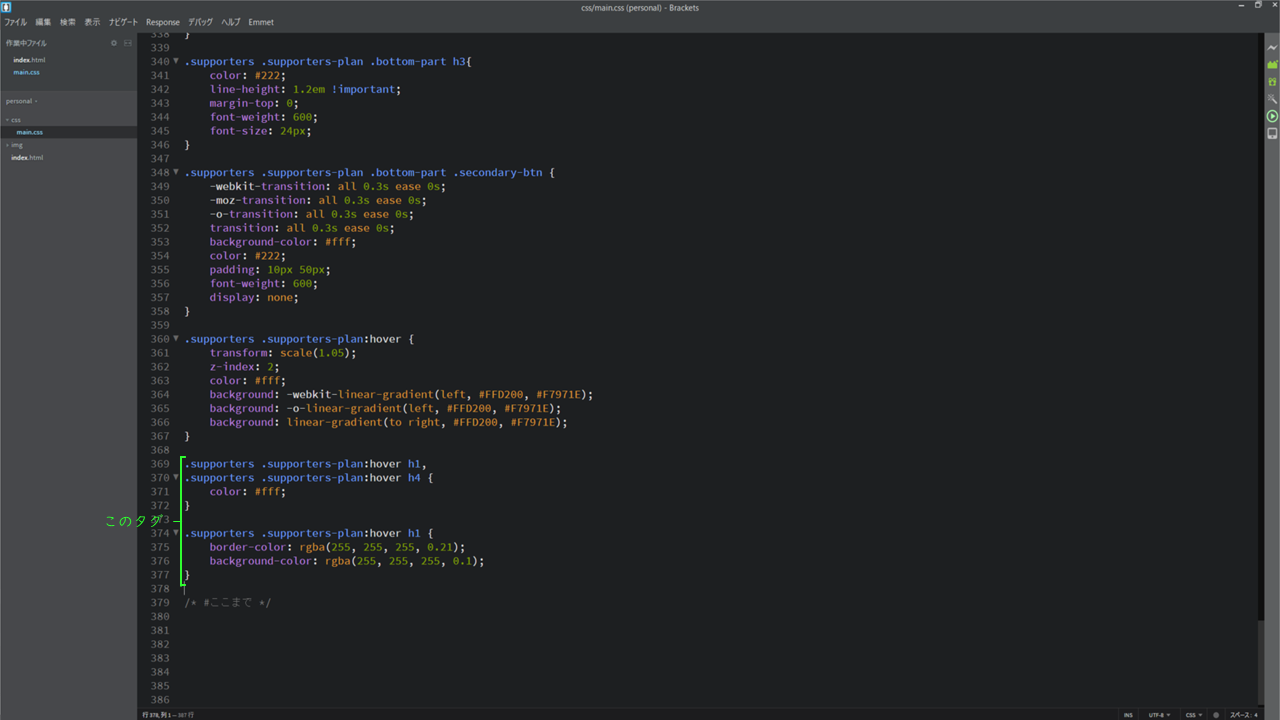 css/main.css (personal) - Brackets
ファイル 編集 検索 表示 ナビゲート Response デバッグ ヘルプ Emmet
作業中ファイル
index.html
main.css
personal
css
main.css
img
index.html
338 }
339
340 .supporters .supporters-plan .bottom-part h3{
341 color: #222;
342 line-height: 1.2em !important;
343 margin-top: 0;
344 font-weight: 600;
345 font-size: 24px;
346 }
347
348 .supporters .supporters-plan .bottom-part .secondary-btn {
349 -webkit-transition: all 0.3s ease 0s;
350 -moz-transition: all 0.3s ease 0s;
351 -o-transition: all 0.3s ease 0s;
352 transition: all 0.3s ease 0s;
353 background-color: #fff;
354 color: #222;
355 padding: 10px 50px;
356 font-weight: 600;
357 display: none;
358 }
359
360 .supporters .supporters-plan:hover {
361 transform: scale(1.05);
362 z-index: 2;
363 color: #fff;
364 background: -webkit-linear-gradient(left, #FFD200, #F7971E);
365 background: -o-linear-gradient(left, #FFD200, #F7971E);
366 background: linear-gradient(to right, #FFD200, #F7971E);
367 }
368
369 .supporters .supporters-plan:hover h1,
370 .supporters .supporters-plan:hover h4 {
371 color: #fff;
372 }
このタグ
373
374 .supporters .supporters-plan:hover h1 {
375 border-color: rgba(255, 255, 255, 0.21);
376 background-color: rgba(255, 255, 255, 0.1);
377 }
378
379 /* #ここまで */
380
381
382
383
384
385
386
行 378, 列 1 — 387 行
INS UTF-8 CSS スペース: 4